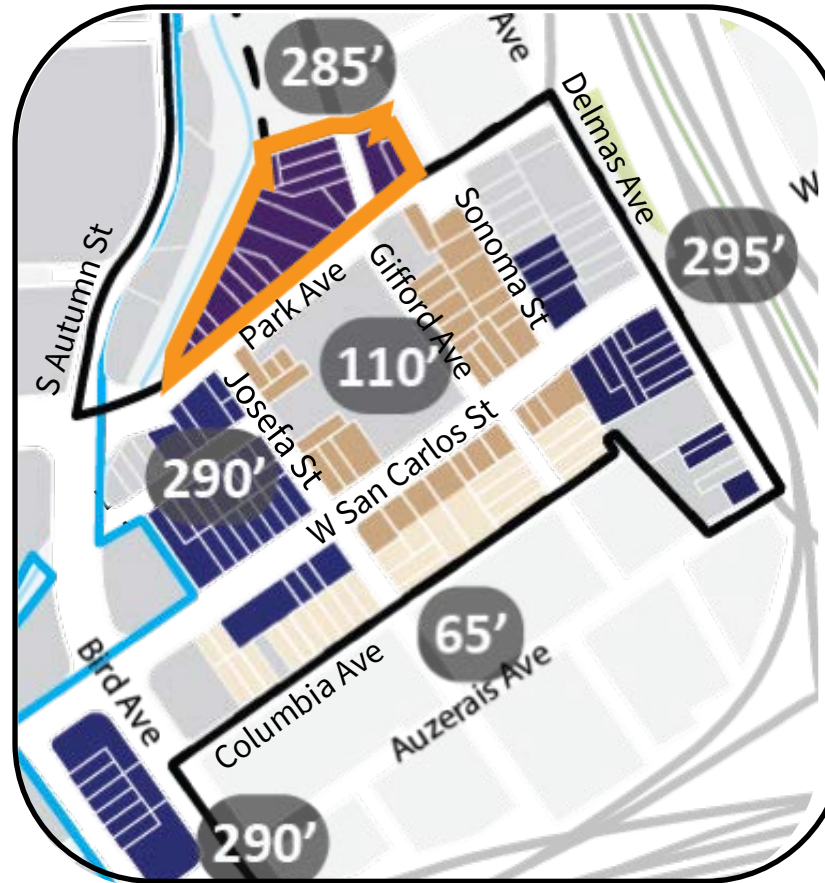 Ave
285’
Delmas Ave
W
S Autumn St
Sonoma St
295’
Park Ave
Gifford Ave
110’
Josefa St
290’
W San Carlos St
65’
Bird Ave
Columbia Ave
Auzerais Ave
290’